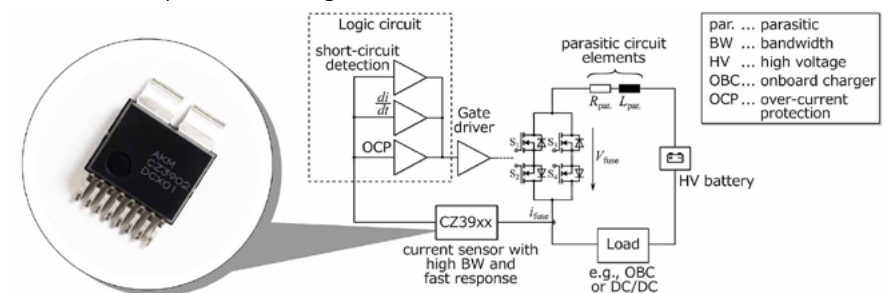 Logic circuit
short-circuit
detection
di
dt
OCP
Gate
driver
parasitic circuit
elements
R par.
L par.
S1
S3
S2
S4
Vfuse
ifuse
HV battery
CZ39xx
current sensor with
high BW and
fast response
Load
e.g., OBC
or DC/DC
par. ... parasitic
BW ... bandwidth
HV ... high voltage
OBC ... onboard charger
OCP ... over-current
protection
AKM
CZ3902
DCX01